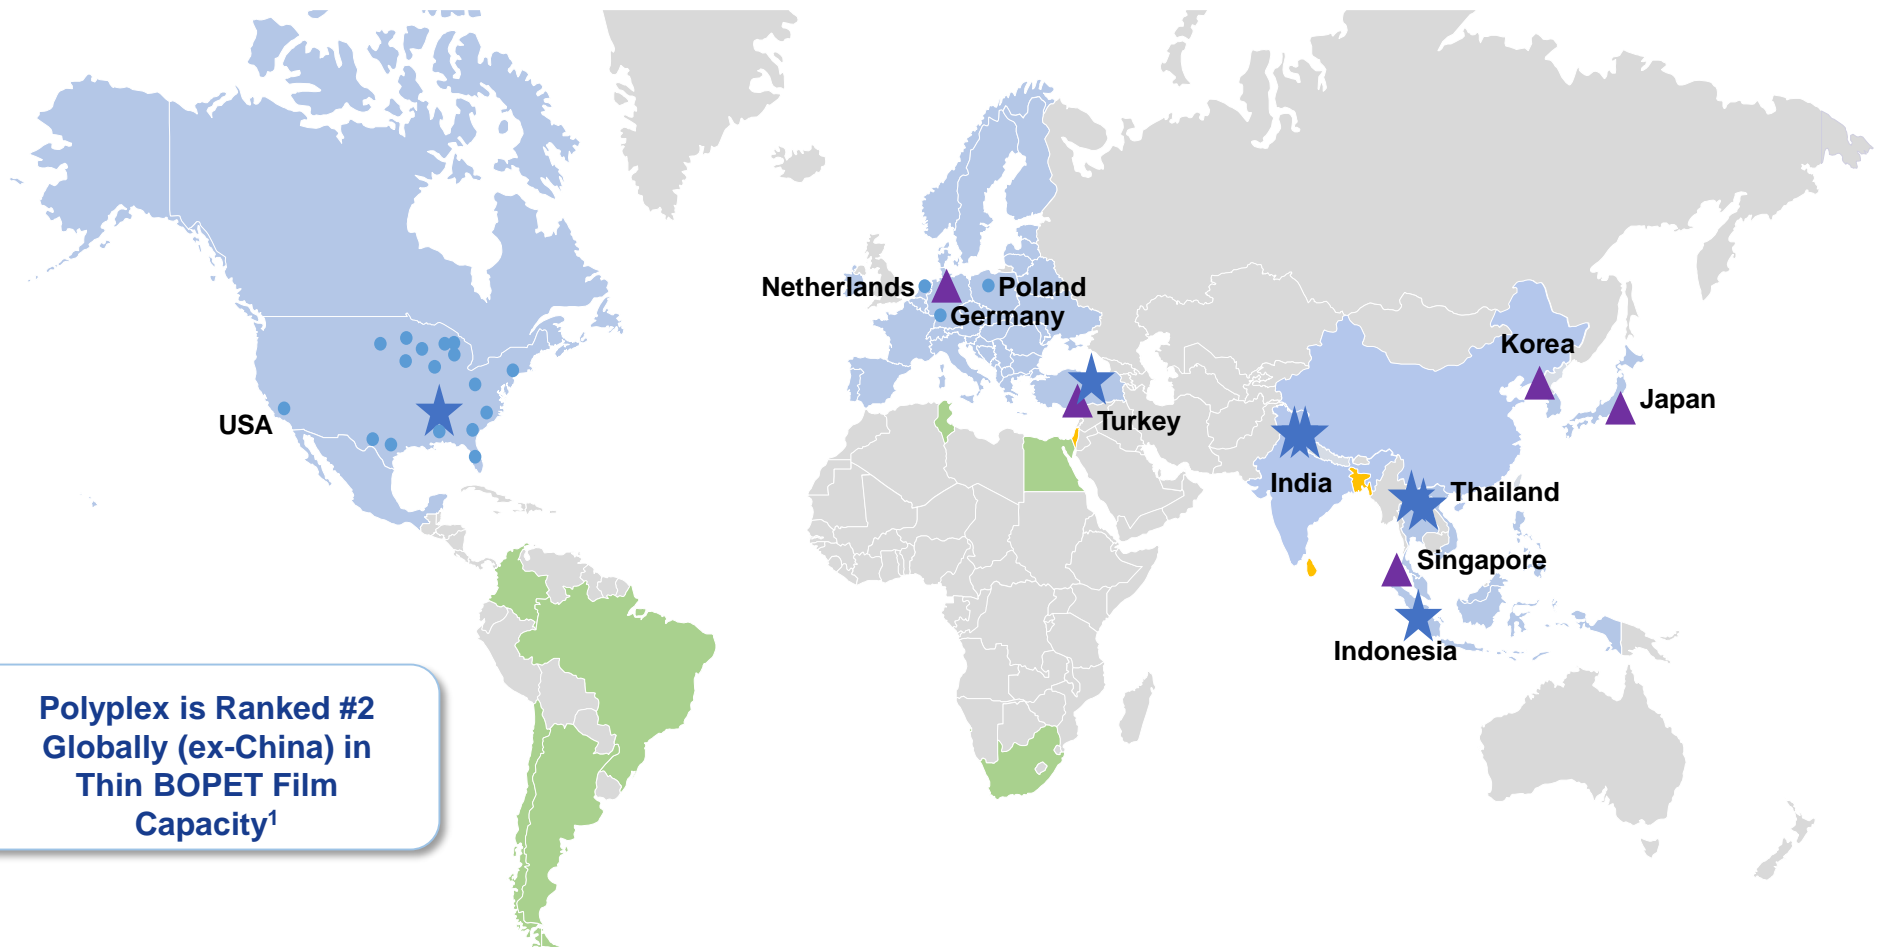 Netherlands
Poland
Germany
Korea
Japan
USA
Turkey
India
Thailand
Singapore
Indonesia
Polyplex is Ranked #2
Globally (ex-China) in
Thin BOPET Film
Capacity¹